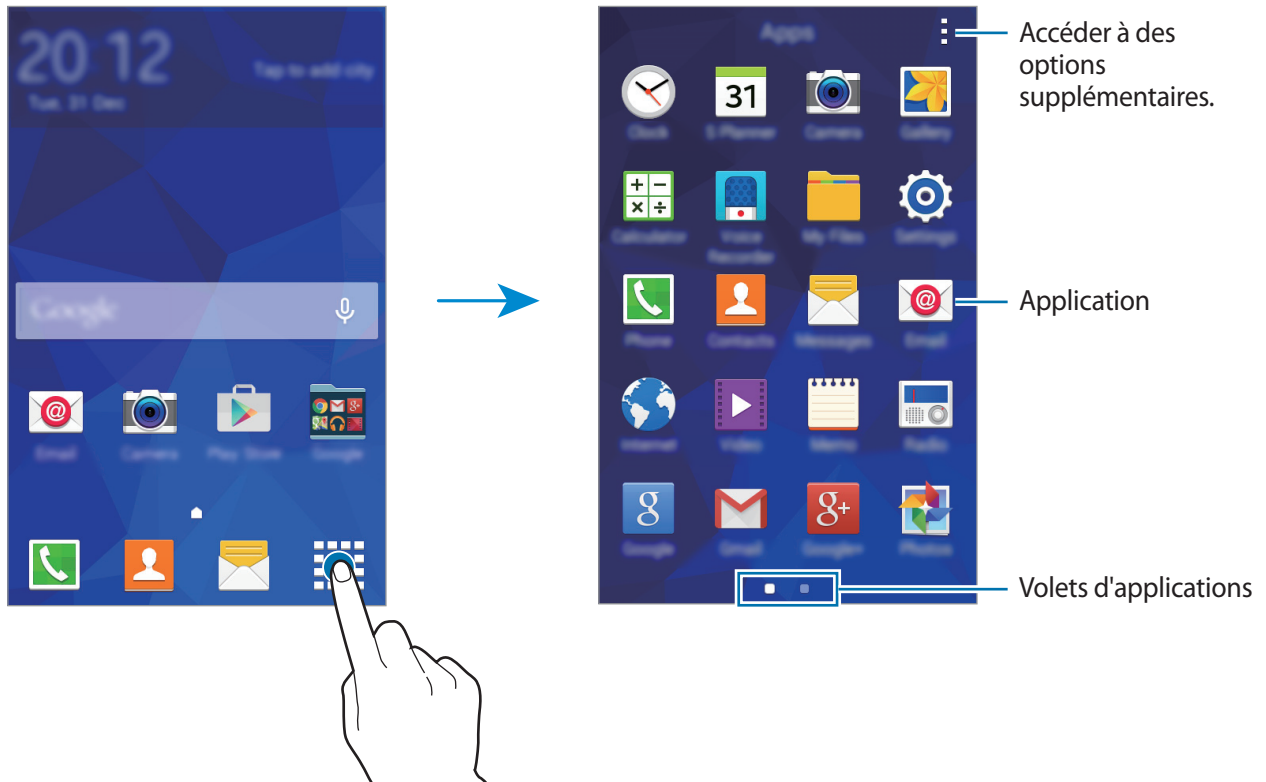 20 12
Tap to add city
Tue, 31 Dec
Google
Email
Camera
Play Store
Google
Apps
31
Clock
S Planner
Camera
Gallery
Calculator
Voice
Recorder
My Files
Settings
Phone
Contacts
Messages
Email
Internet
Video
Memo
Radio
Google
Gmail
Google+
Photos
Accéder à des
options
supplémentaires.
Application
Volets d'applications